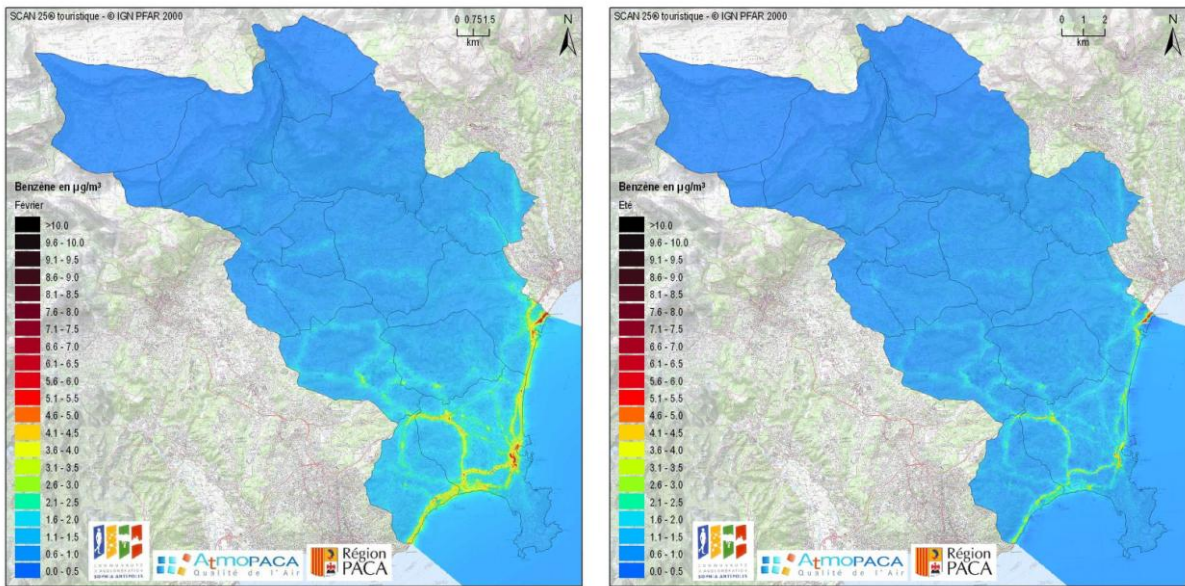 SCAN 25® touristique - © IGN PFAR 2000
0 0.751.5
km
N
Benzène en µg/m³
Février
>10.0
9.6 - 10.0
9.1 - 9.5
8.6 - 9.0
8.1 - 8.5
7.6 - 8.0
7.1 - 7.5
6.6 - 7.0
6.1 - 6.5
5.6 - 6.0
5.1 - 5.5
4.6 - 5.0
4.1 - 4.5
3.6 - 4.0
3.1 - 3.5
2.6 - 3.0
2.1 - 2.5
1.6 - 2.0
1.1 - 1.5
0.6 - 1.0
0.0 - 0.5
COMMUNAUTÉ
D'AGGLOMÉRATION
SOPHIA ANTIPOLIS
AtmoPACA
Qualité de l'Air
Région
PACA
SCAN 25® touristique - © IGN PFAR 2000
0 1 2
km
N
Benzène en µg/m³
Eté
>10.0
9.6 - 10.0
9.1 - 9.5
8.6 - 9.0
8.1 - 8.5
7.6 - 8.0
7.1 - 7.5
6.6 - 7.0
6.1 - 6.5
5.6 - 6.0
5.1 - 5.5
4.6 - 5.0
4.1 - 4.5
3.6 - 4.0
3.1 - 3.5
2.6 - 3.0
2.1 - 2.5
1.6 - 2.0
1.1 - 1.5
0.6 - 1.0
0.0 - 0.5
COMMUNAUTÉ
D'AGGLOMÉRATION
SOPHIA ANTIPOLIS
AtmoPACA
Qualité de l'Air
Région
PACA